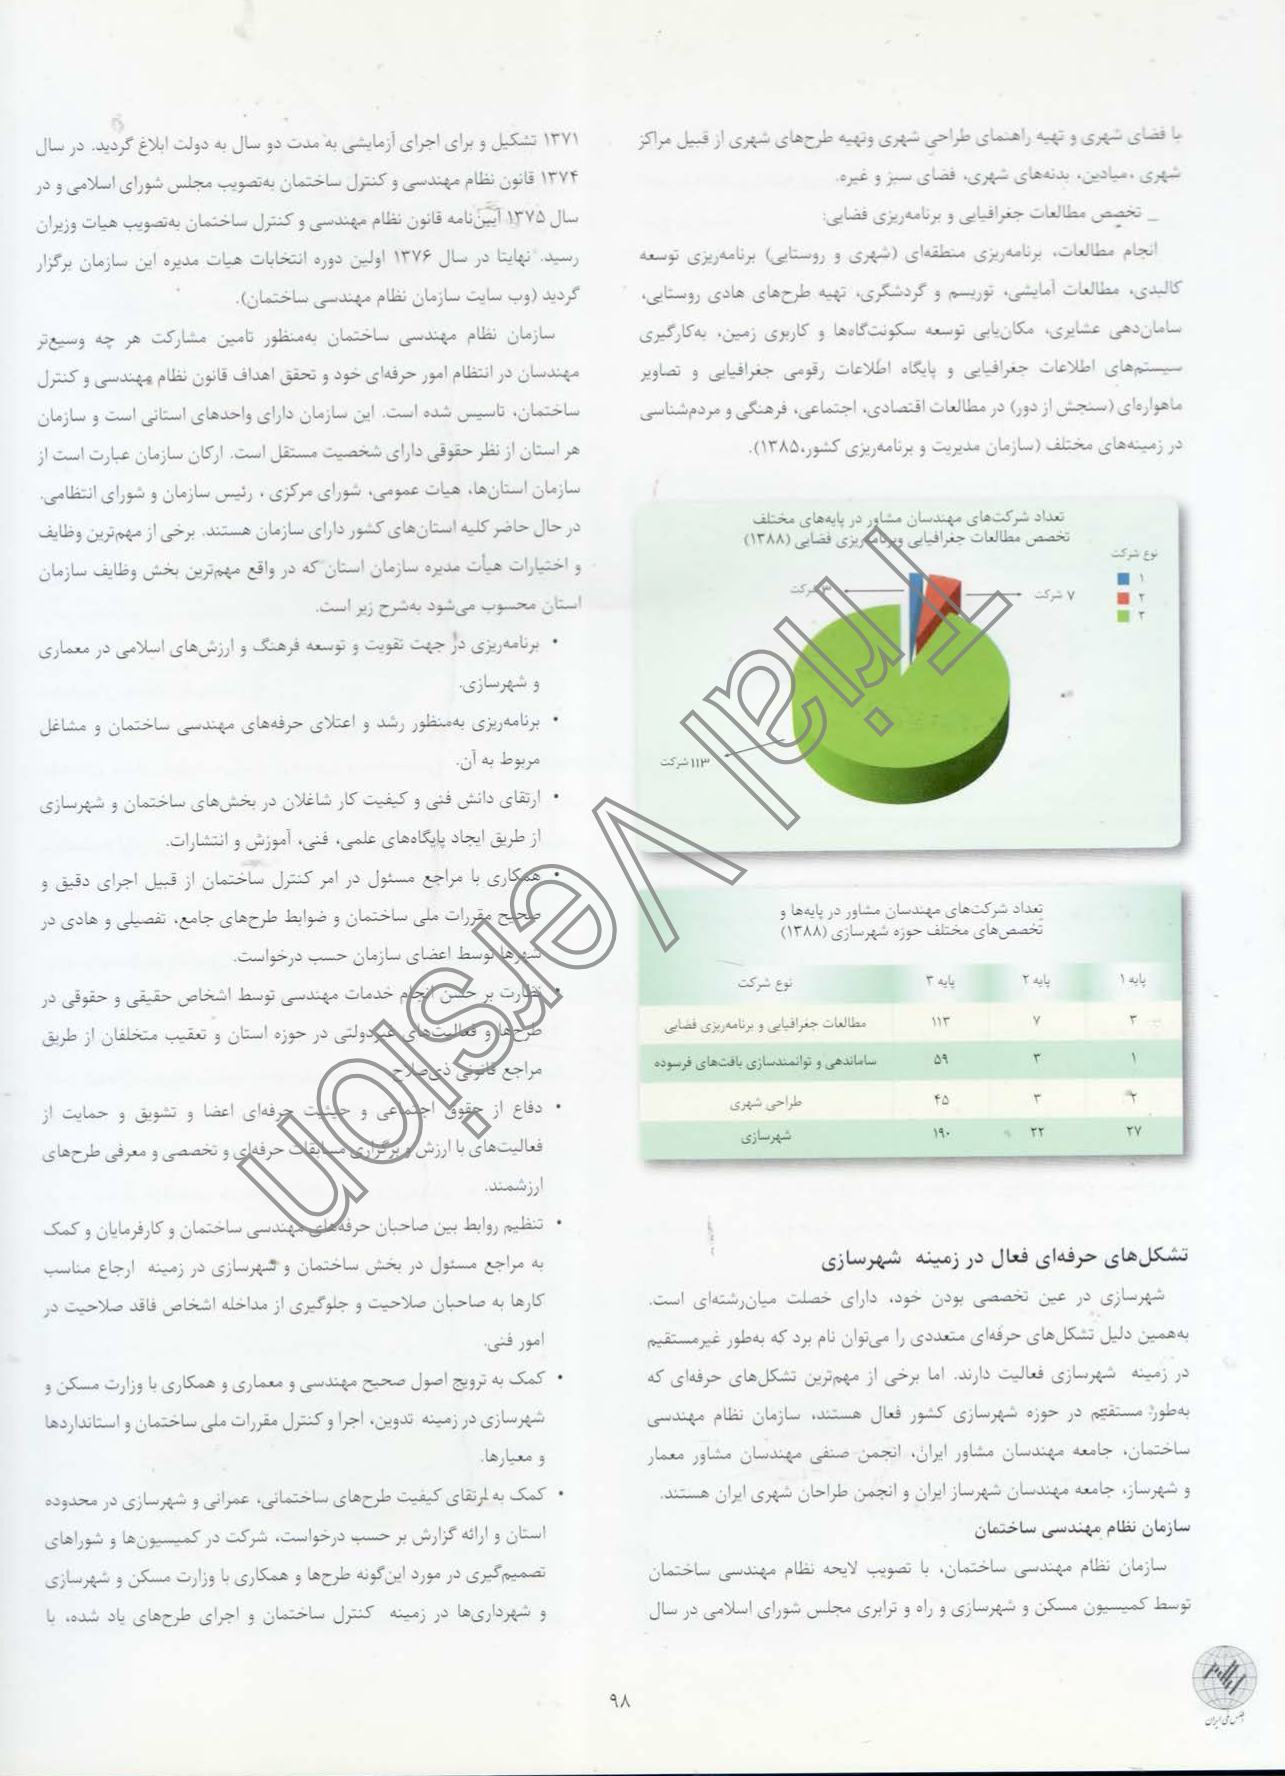 با فضای شهری و تهیه راهنمای طراحی شهری وتهیه طرح‌های شهری از قبیل مراکز
شهری ،میادین، بدنه‌های شهری، فضای سبز و غیره.
_ تخصص مطالعات جغرافیایی و برنامه‌ریزی فضایی:
انجام مطالعات، برنامه‌ریزی منطقه‌ای (شهری و روستایی) برنامه‌ریزی توسعه
کالبدی، مطالعات آمایشی، توریسم و گردشگری، تهیه طرح‌های هادی روستایی،
سامان‌دهی عشایری، مکان‌یابی توسعه سکونت‌گاه‌ها و کاربری زمین، به‌کارگیری
سیستم‌های اطلاعات جغرافیایی و پایگاه اطلاعات رقومی جغرافیایی و تصاویر
ماهواره‌ای (سنجش از دور) در مطالعات اقتصادی، اجتماعی، فرهنگی و مردم‌شناسی
در زمینه‌های مختلف (سازمان مدیریت و برنامه‌ریزی کشور،۱۳۸۵).
تعداد شرکت‌های مهندسان مشاور در پایه‌های مختلف
تخصص مطالعات جغرافیایی وبرنامه‌ریزی فضایی (۱۳۸۸)
نوع شرکت
۱
۲
۳
۷ شرکت
۳ شرکت
۱۱۳ شرکت
تعداد شرکت‌های مهندسان مشاور در پایه‌ها و
تخصص‌های مختلف حوزه شهرسازی (۱۳۸۸)
پایه ۱ پایه ۲ پایه ۳ نوع شرکت
۳ ۷ ۱۱۳ مطالعات جغرافیایی و برنامه‌ریزی فضایی
۱ ۳ ۵۹ ساماندهی و توانمندسازی بافت‌های فرسوده
۲ ۳ ۴۵ طراحی شهری
۲۷ ۲۲ ۱۹۰ شهرسازی
تشکل‌های حرفه‌ای فعال در زمینه شهرسازی
شهرسازی در عین تخصصی بودن خود، دارای خصلت میان‌رشته‌ای است.
به‌همین دلیل تشکل‌های حرفه‌ای متعددی را می‌توان نام برد که به‌طور غیرمستقیم
در زمینه شهرسازی فعالیت دارند. اما برخی از مهم‌ترین تشکل‌های حرفه‌ای که
به‌طور مستقیم در حوزه شهرسازی کشور فعال هستند، سازمان نظام مهندسی
ساختمان، جامعه مهندسان مشاور ایران، انجمن صنفی مهندسان مشاور معمار
و شهرساز، جامعه مهندسان شهرساز ایران و انجمن طراحان شهری ایران هستند.
سازمان نظام مهندسی ساختمان
سازمان نظام مهندسی ساختمان، با تصویب لایحه نظام مهندسی ساختمان
توسط کمیسیون مسکن و شهرسازی و راه و ترابری مجلس شورای اسلامی در سال
۱۳۷۱ تشکیل و برای اجرای آزمایشی به مدت دو سال به دولت ابلاغ گردید. در سال
۱۳۷۴ قانون نظام مهندسی و کنترل ساختمان به‌تصویب مجلس شورای اسلامی و در
سال ۱۳۷۵ آیین‌نامه قانون نظام مهندسی و کنترل ساختمان به‌تصویب هیات وزیران
رسید. نهایتا در سال ۱۳۷۶ اولین دوره انتخابات هیات مدیره این سازمان برگزار
گردید (وب سایت سازمان نظام مهندسی ساختمان).
سازمان نظام مهندسی ساختمان به‌منظور تامین مشارکت هر چه وسیع‌تر
مهندسان در انتظام امور حرفه‌ای خود و تحقق اهداف قانون نظام مهندسی و کنترل
ساختمان، تاسیس شده است. این سازمان دارای واحدهای استانی است و سازمان
هر استان از نظر حقوقی دارای شخصیت مستقل است. ارکان سازمان عبارت است از
سازمان استان‌ها، هیات عمومی، شورای مرکزی ، رئیس سازمان و شورای انتظامی.
در حال حاضر کلیه استان‌های کشور دارای سازمان هستند. برخی از مهم‌ترین وظایف
و اختیارات هیأت مدیره سازمان استان که در واقع مهم‌ترین بخش وظایف سازمان
استان محسوب می‌شود به‌شرح زیر است.
• برنامه‌ریزی در جهت تقویت و توسعه فرهنگ و ارزش‌های اسلامی در معماری
و شهرسازی.
• برنامه‌ریزی به‌منظور رشد و اعتلای حرفه‌های مهندسی ساختمان و مشاغل
مربوط به آن.
• ارتقای دانش فنی و کیفیت کار شاغلان در بخش‌های ساختمان و شهرسازی
از طریق ایجاد پایگاه‌های علمی، فنی، آموزش و انتشارات.
• همکاری با مراجع مسئول در امر کنترل ساختمان از قبیل اجرای دقیق و
صحیح مقررات ملی ساختمان و ضوابط طرح‌های جامع، تفصیلی و هادی در
شهرها توسط اعضای سازمان حسب درخواست.
• نظارت بر حسن انجام خدمات مهندسی توسط اشخاص حقیقی و حقوقی در
طرح‌ها و فعالیت‌های غیردولتی در حوزه استان و تعقیب متخلفان از طریق
مراجع قانونی ذی‌صلاح
• دفاع از حقوق اجتماعی و حیثیت حرفه‌ای اعضا و تشویق و حمایت از
فعالیت‌های با ارزش و برگزاری مسابقات حرفه‌ای و تخصصی و معرفی طرح‌های
ارزشمند.
• تنظیم روابط بین صاحبان حرفه‌های مهندسی ساختمان و کارفرمایان و کمک
به مراجع مسئول در بخش ساختمان و شهرسازی در زمینه ارجاع مناسب
کارها به صاحبان صلاحیت و جلوگیری از مداخله اشخاص فاقد صلاحیت در
امور فنی.
• کمک به ترویج اصول صحیح مهندسی و معماری و همکاری با وزارت مسکن و
شهرسازی در زمینه تدوین، اجرا و کنترل مقررات ملی ساختمان و استانداردها
و معیارها.
• کمک به ارتقای کیفیت طرح‌های ساختمانی، عمرانی و شهرسازی در محدوده
استان و ارائه گزارش بر حسب درخواست، شرکت در کمیسیون‌ها و شوراهای
تصمیم‌گیری در مورد این‌گونه طرح‌ها و همکاری با وزارت مسکن و شهرسازی
و شهرداری‌ها در زمینه کنترل ساختمان و اجرای طرح‌های یاد شده، با
Trial Version
۹۸
اطلس ملی ایران